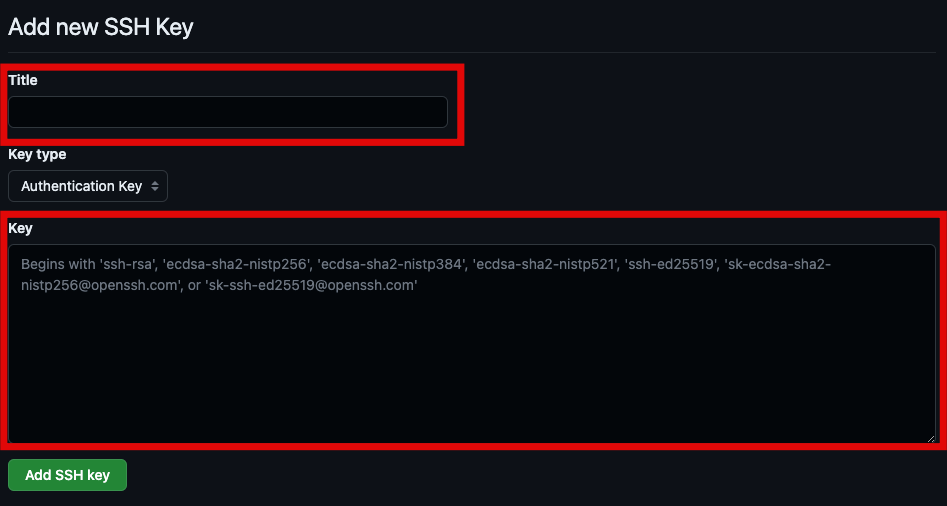 Add new SSH Key
Title
Key type
Authentication Key
Key
Begins with 'ssh-rsa', 'ecdsa-sha2-nistp256', 'ecdsa-sha2-nistp384', 'ecdsa-sha2-nistp521', 'ssh-ed25519', 'sk-ecdsa-sha2-
nistp256@openssh.com', or 'sk-ssh-ed25519@openssh.com'
Add SSH key